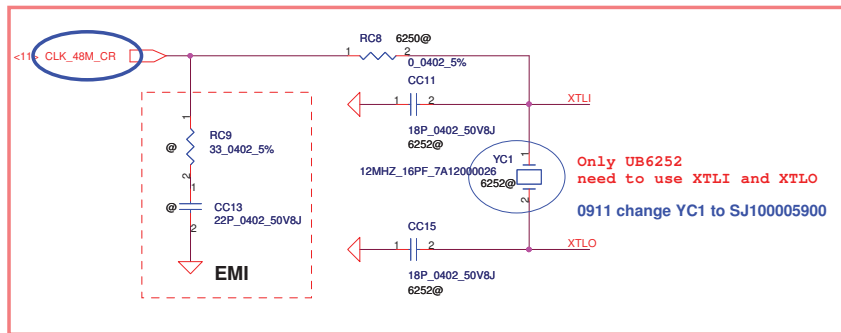 RC8 6250@
<11> CLK_48M_CR 1 2
0_0402_5%
CC11
1 2 XTLI
1
RC9 18P_0402_50V8J
@ 33_0402_5% 6252@
YC1 1
2 12MHZ_16PF_7A12000026
1 6252@
@ CC13 2
22P_0402_50V8J
2
Only UB6252
need to use XTLI and XTLO
0911 change YC1 to SJ100005900
CC15
1 2 XTLO
EMI
18P_0402_50V8J
6252@